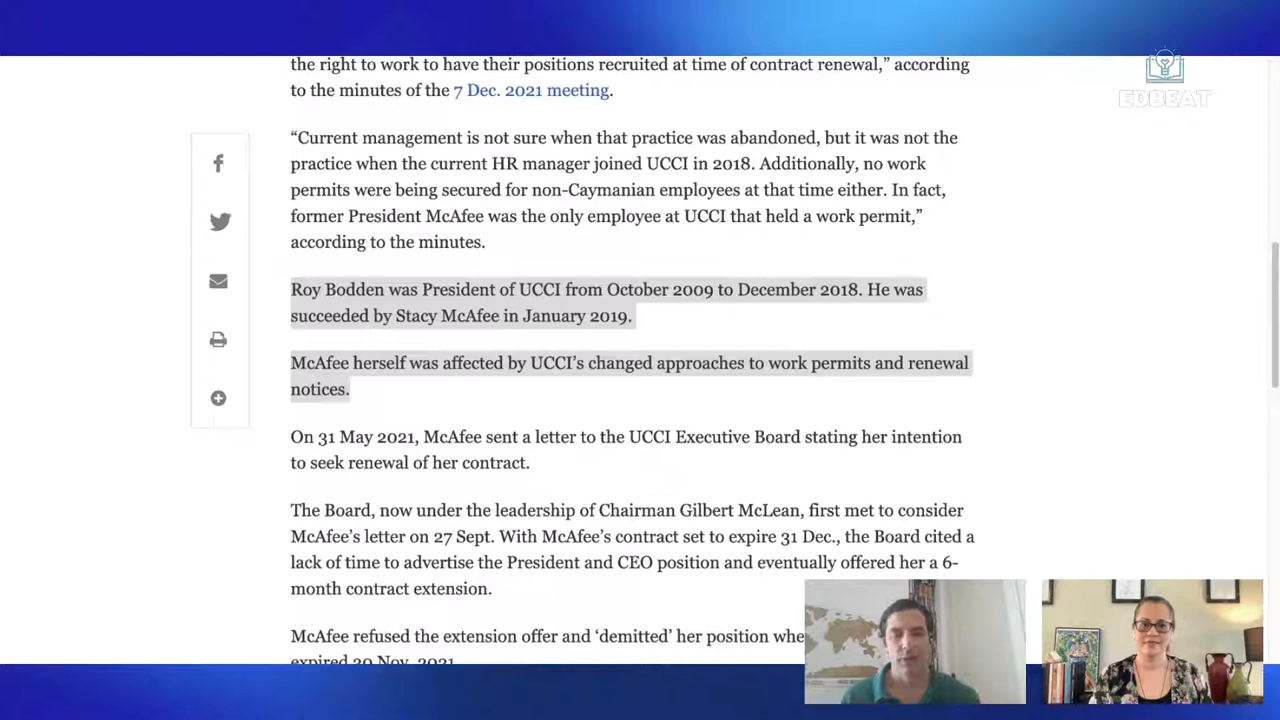 the right to work to have their positions recruited at time of contract renewal,” according
to the minutes of the 7 Dec. 2021 meeting.
EDBEAT
“Current management is not sure when that practice was abandoned, but it was not the
practice when the current HR manager joined UCCI in 2018. Additionally, no work
permits were being secured for non-Caymanian employees at that time either. In fact,
former President McAfee was the only employee at UCCI that held a work permit,”
according to the minutes.
Roy Bodden was President of UCCI from October 2009 to December 2018. He was
succeeded by Stacy McAfee in January 2019.
McAfee herself was affected by UCCI’s changed approaches to work permits and renewal
notices.
On 31 May 2021, McAfee sent a letter to the UCCI Executive Board stating her intention
to seek renewal of her contract.
The Board, now under the leadership of Chairman Gilbert McLean, first met to consider
McAfee’s letter on 27 Sept. With McAfee’s contract set to expire 31 Dec., the Board cited a
lack of time to advertise the President and CEO position and eventually offered her a 6-
month contract extension.
McAfee refused the extension offer and ‘demitted’ her position whe
expired 30 Nov. 2021